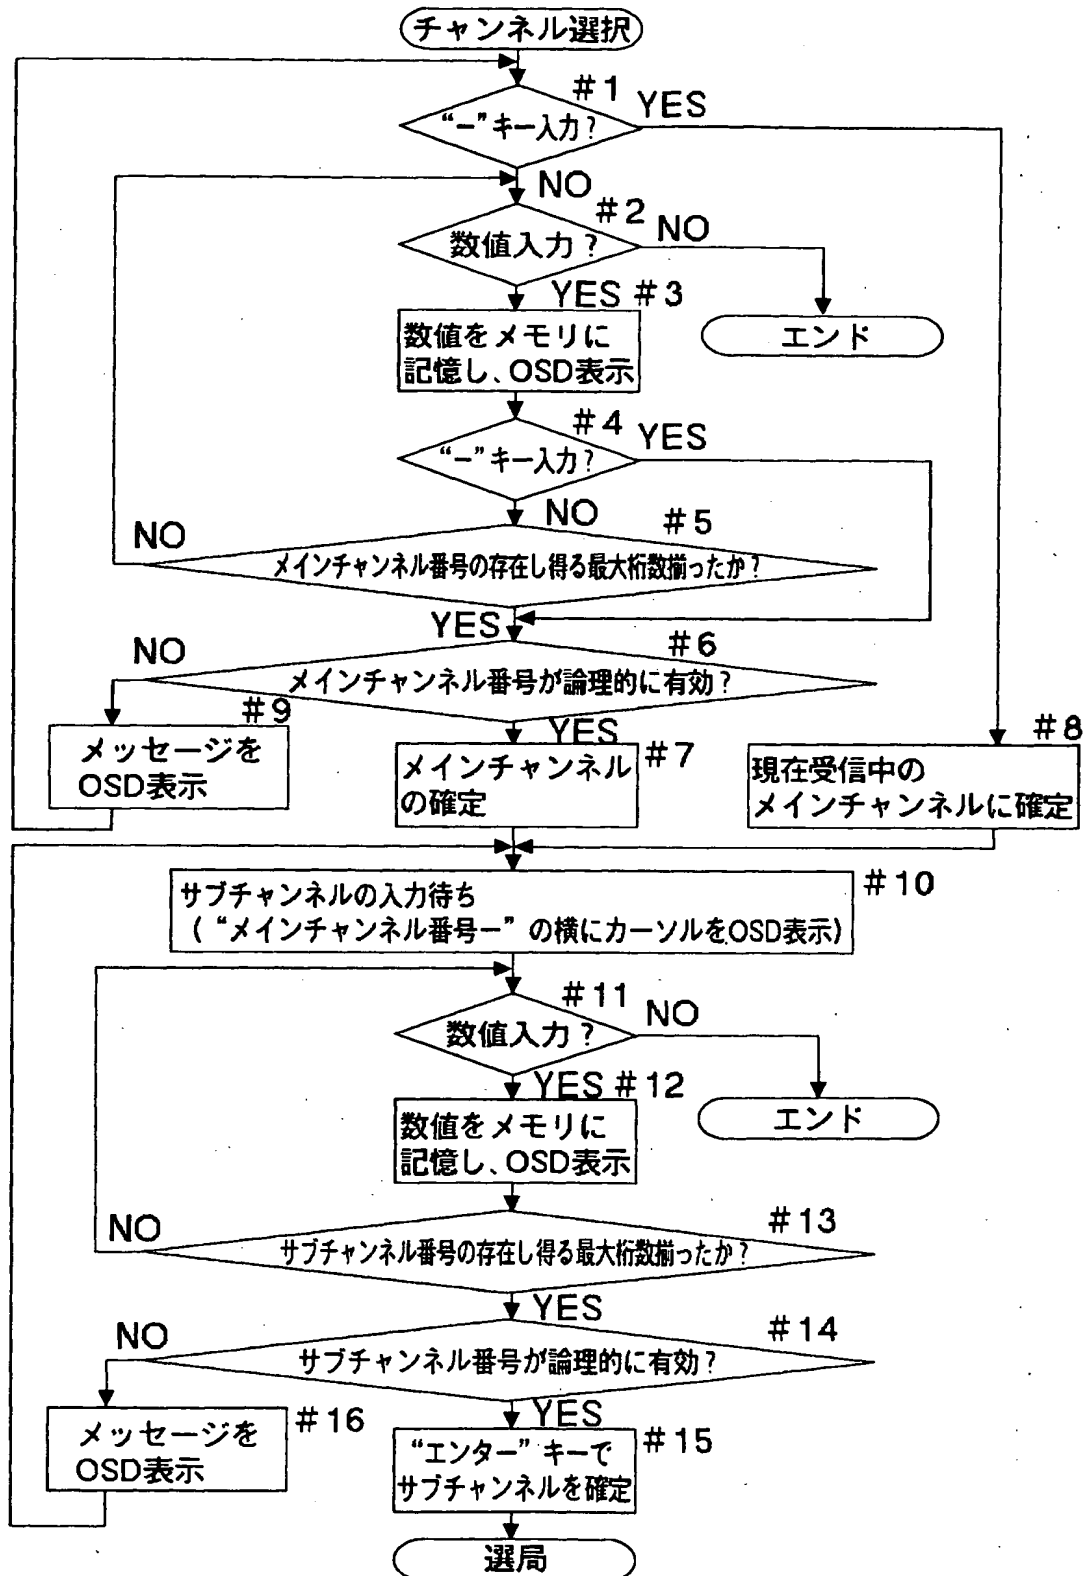 チャンネル選択
#1
YES
“−”キー入力?
NO
#2
NO
数値入力?
YES #3
数値をメモリに
記憶し、OSD表示
エンド
#4
YES
“−”キー入力?
NO
#5
NO
メインチャンネル番号の存在し得る最大桁数揃ったか?
YES
#6
NO
メインチャンネル番号が論理的に有効?
#9
YES
メッセージを
OSD表示
#7
メインチャンネル
の確定
#8
現在受信中の
メインチャンネルに確定
#10
サブチャンネルの入力待ち
(“メインチャンネル番号−”の横にカーソルをOSD表示)
#11
NO
数値入力?
YES #12
数値をメモリに
記憶し、OSD表示
エンド
#13
NO
サブチャンネル番号の存在し得る最大桁数揃ったか?
YES
#14
NO
サブチャンネル番号が論理的に有効?
YES
#16
メッセージを
OSD表示
#15
“エンター”キーで
サブチャンネルを確定
選局